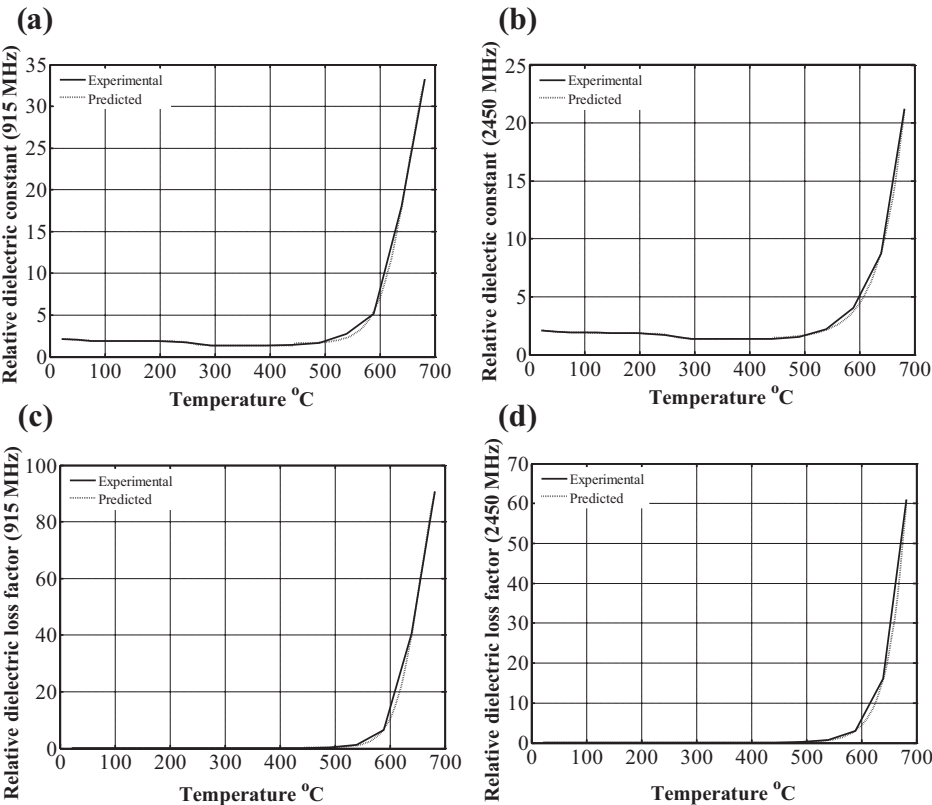 (a)
Relative dielectric constant (915 MHz)
35
30
25
20
15
10
5
0
Experimental
Predicted
0 100 200 300 400 500 600 700
Temperature °C
(b)
Relative dielectic constant (2450 MHz)
25
20
15
10
5
0
Experimental
Predicted
0 100 200 300 400 500 600 700
Temperature °C
(c)
Relative dielectric loss factor (915 MHz)
100
80
60
40
20
0
Experimental
Predicted
0 100 200 300 400 500 600 700
Temperature °C
(d)
Relative dielectric loss factor (2450 MHz)
70
60
50
40
30
20
10
0
Experimental
Predicted
0 100 200 300 400 500 600 700
Temperature °C